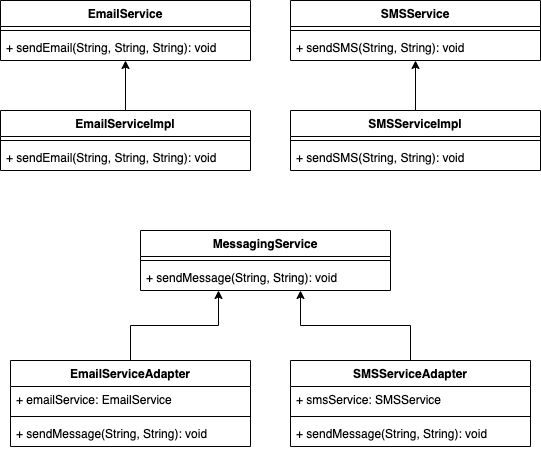 EmailService
+ sendEmail(String, String, String): void
SMSService
+ sendSMS(String, String): void
EmailServiceImpl
+ sendEmail(String, String, String): void
SMSServiceImpl
+ sendSMS(String, String): void
MessagingService
+ sendMessage(String, String): void
EmailServiceAdapter
+ emailService: EmailService
+ sendMessage(String, String): void
SMSServiceAdapter
+ smsService: SMSService
+ sendMessage(String, String): void